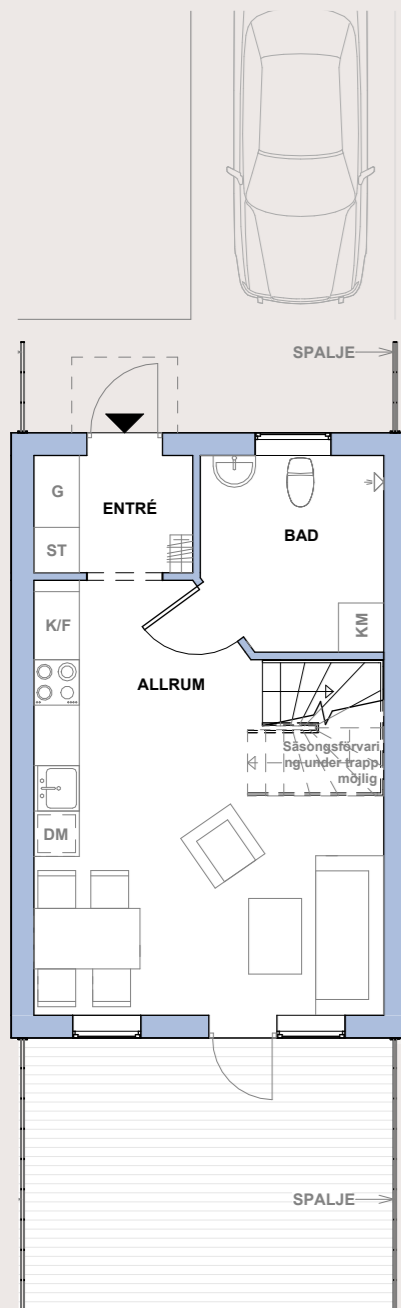 SPALJE
G
ENTRÉ
BAD
ST
K/F
KM
ALLRUM
Säsongsförvari
ng under trapp
möjlig
DM
SPALJE